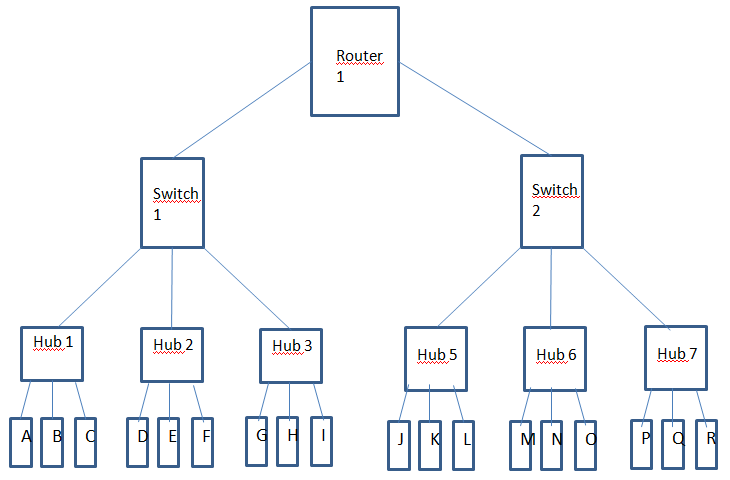 Router
1
Switch
1
Switch
2
Hub 1
Hub 2
Hub 3
Hub 5
Hub 6
Hub 7
A
B
C
D
E
F
G
H
I
J
K
L
M
N
O
P
Q
R